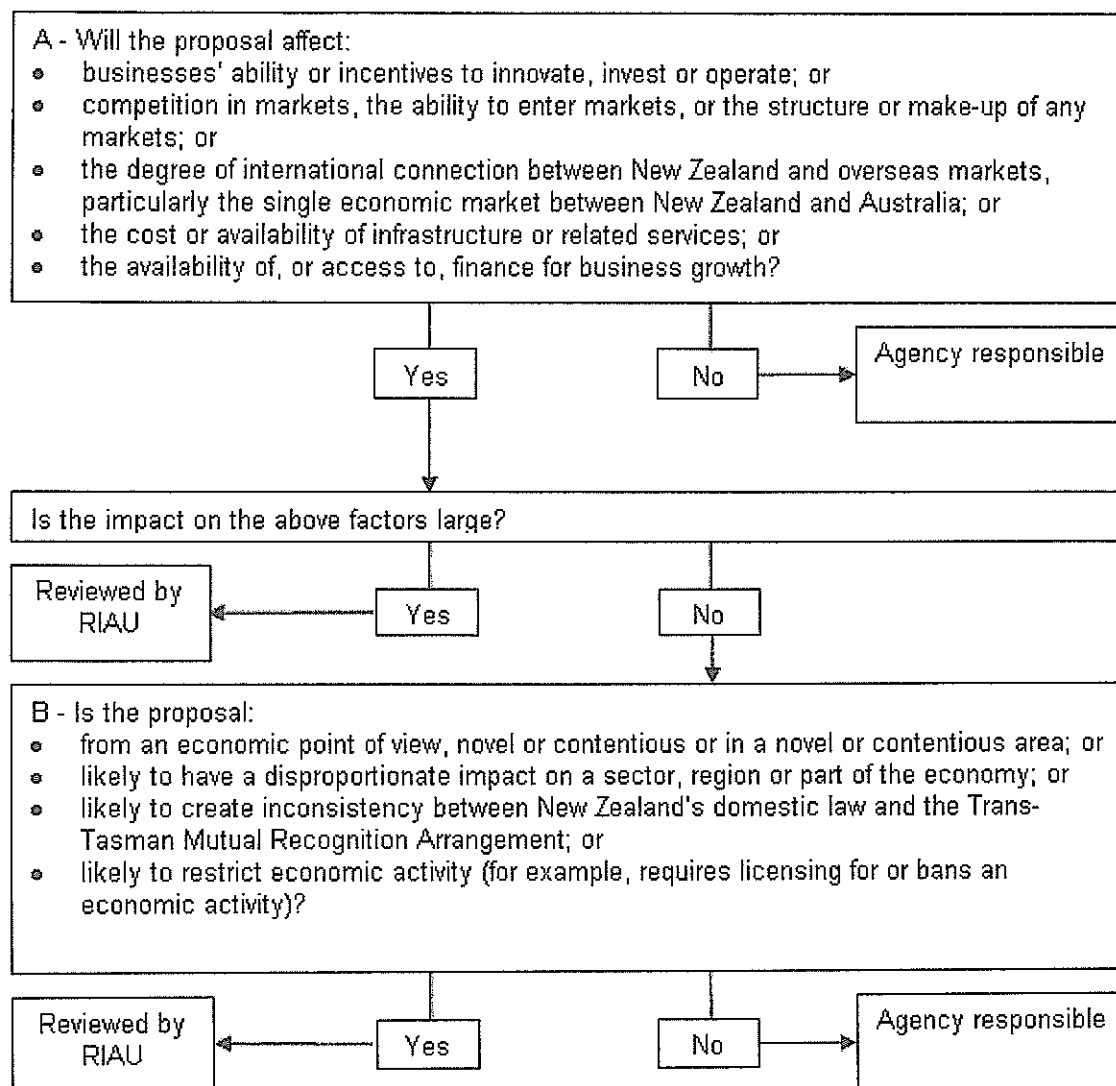 A - Will the proposal affect:
• businesses' ability or incentives to innovate, invest or operate; or
• competition in markets, the ability to enter markets, or the structure or make-up of any
markets; or
• the degree of international connection between New Zealand and overseas markets,
particularly the single economic market between New Zealand and Australia; or
• the cost or availability of infrastructure or related services; or
• the availability of, or access to, finance for business growth?
Yes
No
Agency responsible
Is the impact on the above factors large?
Reviewed by
RIAU
Yes
No
B - Is the proposal:
• from an economic point of view, novel or contentious or in a novel or contentious area; or
• likely to have a disproportionate impact on a sector, region or part of the economy; or
• likely to create inconsistency between New Zealand's domestic law and the Trans-
Tasman Mutual Recognition Arrangement; or
• likely to restrict economic activity (for example, requires licensing for or bans an
economic activity)?
Reviewed by
RIAU
Yes
No
Agency responsible